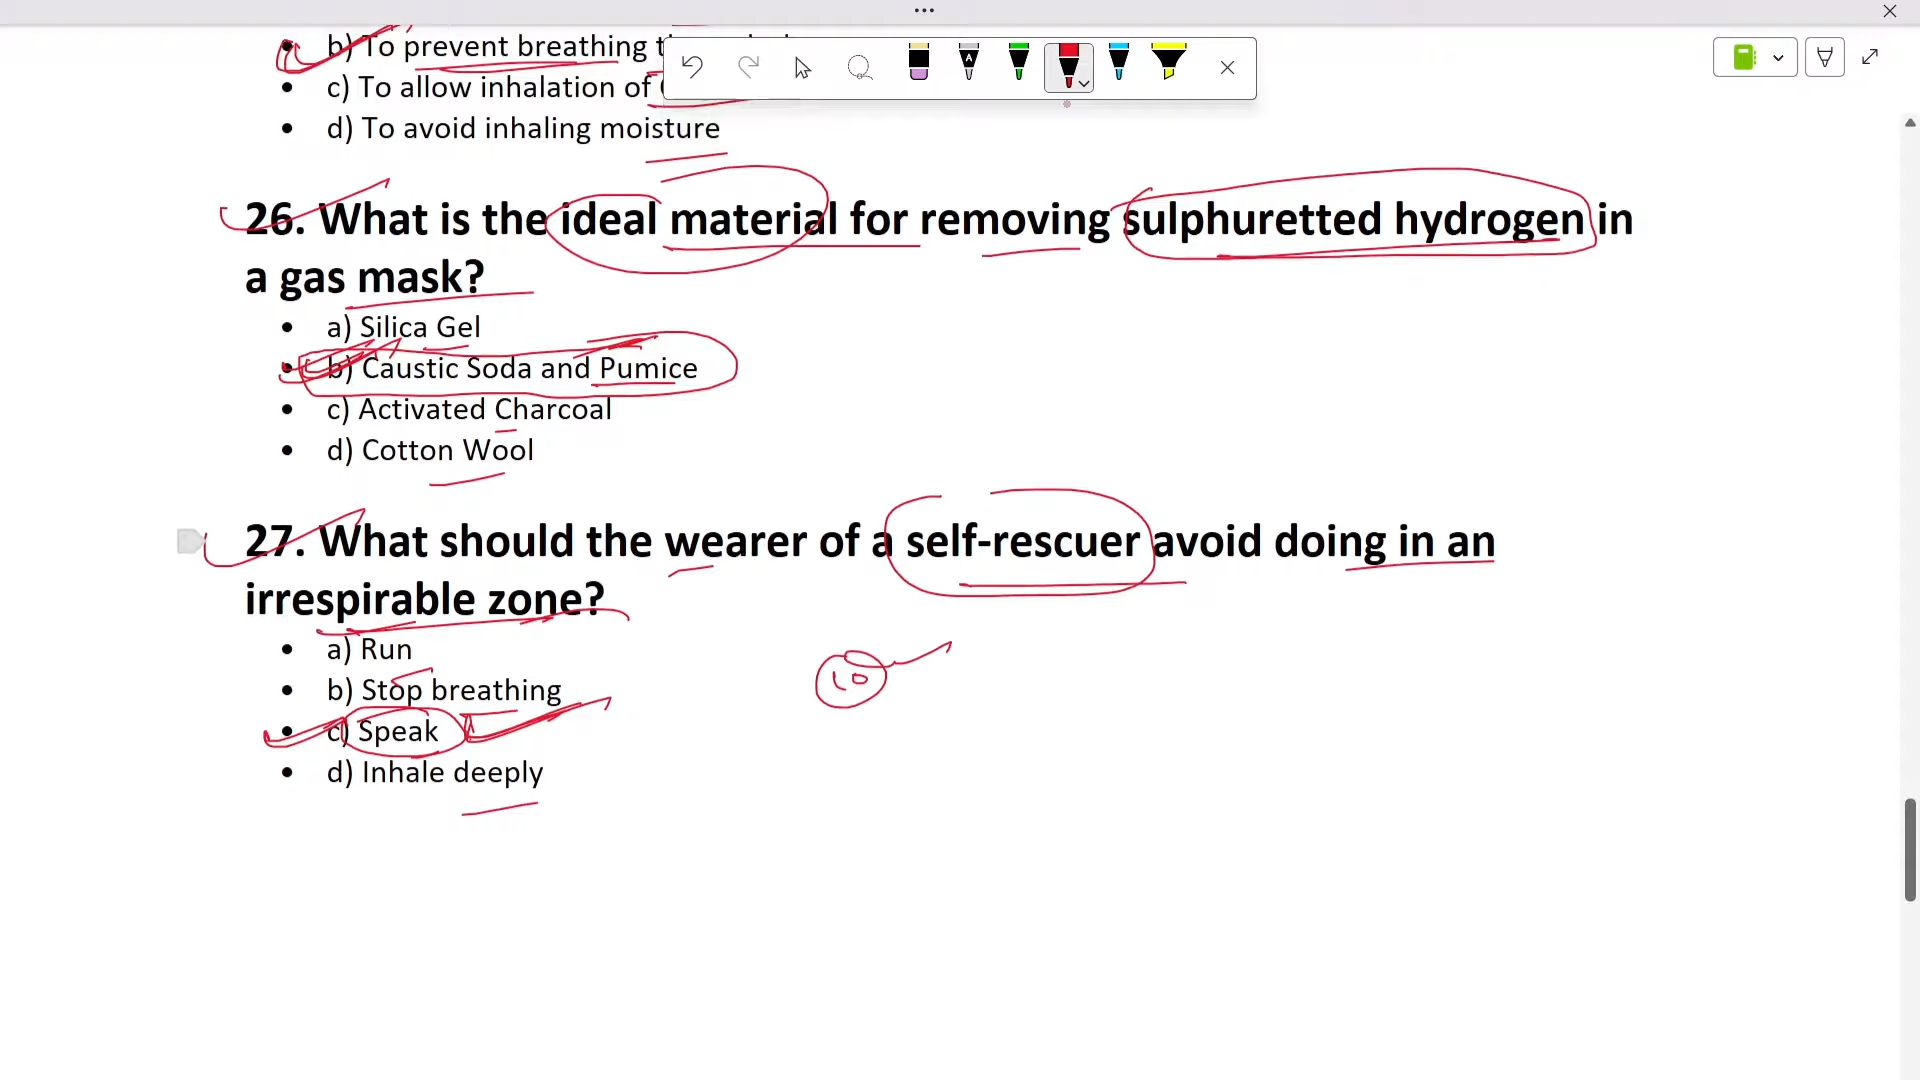 b) To prevent breathing
c) To allow inhalation of
d) To avoid inhaling moisture
26. What is the ideal material for removing sulphuretted hydrogen in
a gas mask?
a) Silica Gel
b) Caustic Soda and Pumice
c) Activated Charcoal
d) Cotton Wool
27. What should the wearer of a self-rescuer avoid doing in an
irrespirable zone?
a) Run
10
b) Stop breathing
c) Speak
d) Inhale deeply